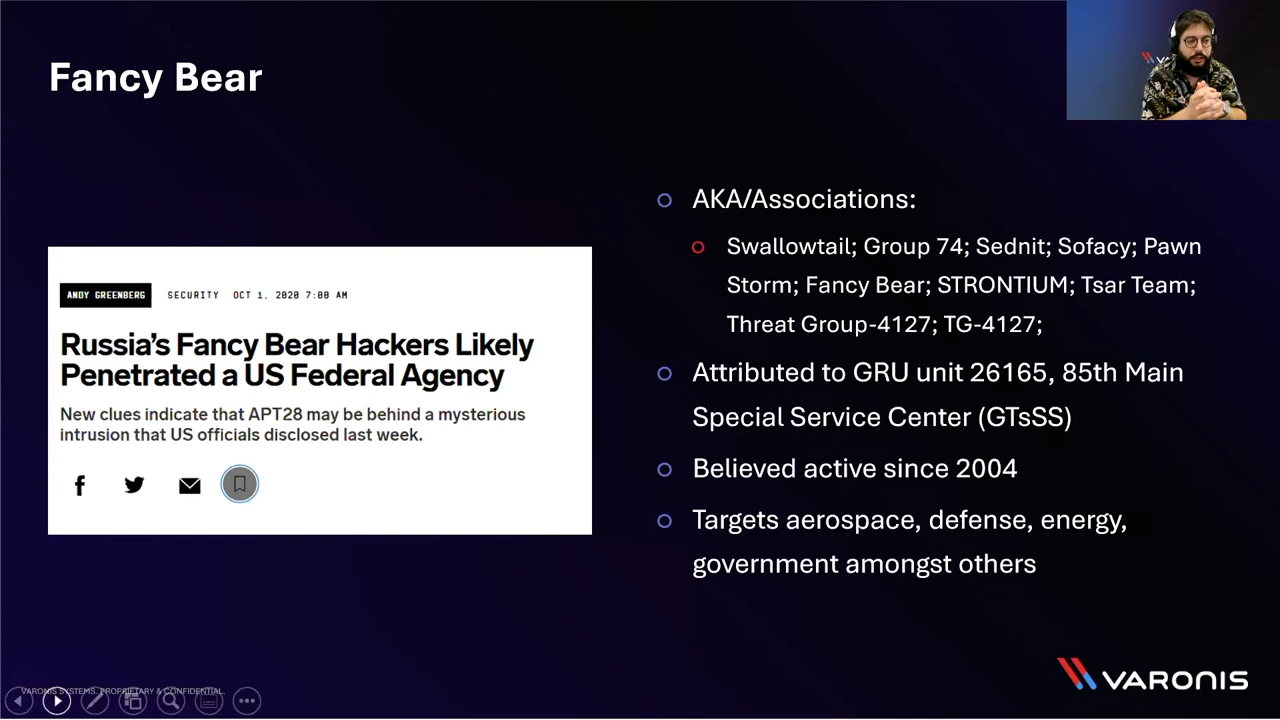 Fancy Bear
ANDY GREENBERG SECURITY OCT 1, 2020 7:00 AM
Russia's Fancy Bear Hackers Likely
Penetrated a US Federal Agency
New clues indicate that APT28 may be behind a mysterious
intrusion that US officials disclosed last week.
AKA/Associations:
Swallowtail; Group 74; Sednit; Sofacy; Pawn
Storm; Fancy Bear; STRONTIUM; Tsar Team;
Threat Group-4127; TG-4127;
Attributed to GRU unit 26165, 85th Main
Special Service Center (GTsSS)
Believed active since 2004
Targets aerospace, defense, energy,
government amongst others
VARONIS SYSTEMS. PROPRIETARY & CONFIDENTIAL.
VARONIS